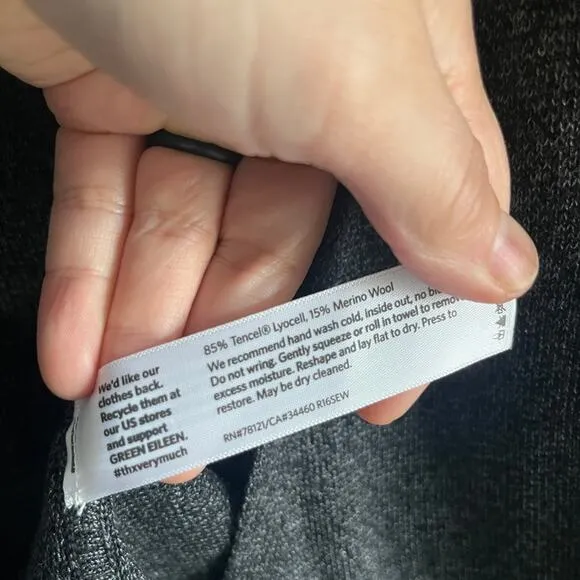 We'd like our
clothes back.
Recycle them at
our US stores
and support
GREEN EILEEN.
#thxverymuch
85% Tencel® Lyocell, 15% Merino Wool
We recommend hand wash cold, inside out, no
Do not wring. Gently squeeze or roll in towel to
excess moisture. Reshape and lay flat to dry. Press to
restore. May be dry cleaned.
RN#78121/CA#34460 R16SEW